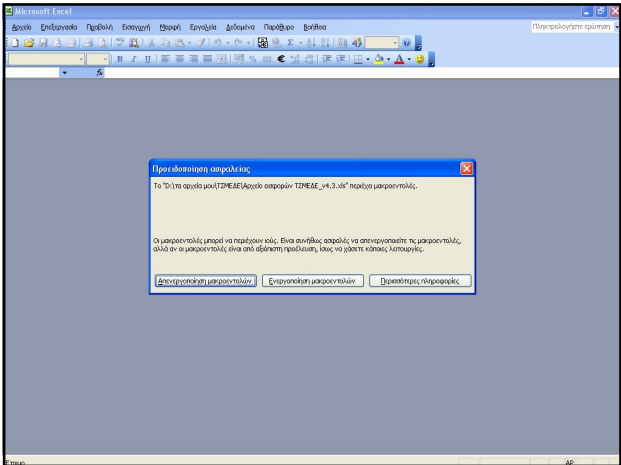 Microsoft Excel
Αρχείο Επεξεργασία Προβολή Εισαγωγή Μορφή Εργαλεία Δεδομένα Παράθυρο Βοήθεια
Πληκτρολογήστε ερώτηση
B I U % 000 €
fx
Προειδοποίηση ασφαλείας
Το "D:\τα αρχεία μου\ΤΣΜΕΔΕ\Αρχείο εισφορών ΤΣΜΕΔΕ_v4.3.xls" περιέχει μακροεντολές.
Οι μακροεντολές μπορεί να περιέχουν ιούς. Είναι συνήθως ασφαλές να απενεργοποιείτε τις μακροεντολές,
αλλά αν οι μακροεντολές είναι από αξιόπιστη προέλευση, ίσως να χάσετε κάποιες λειτουργίες.
Απενεργοποίηση μακροεντολών Ενεργοποίηση μακροεντολών Περισσότερες πληροφορίες
Έτοιμο